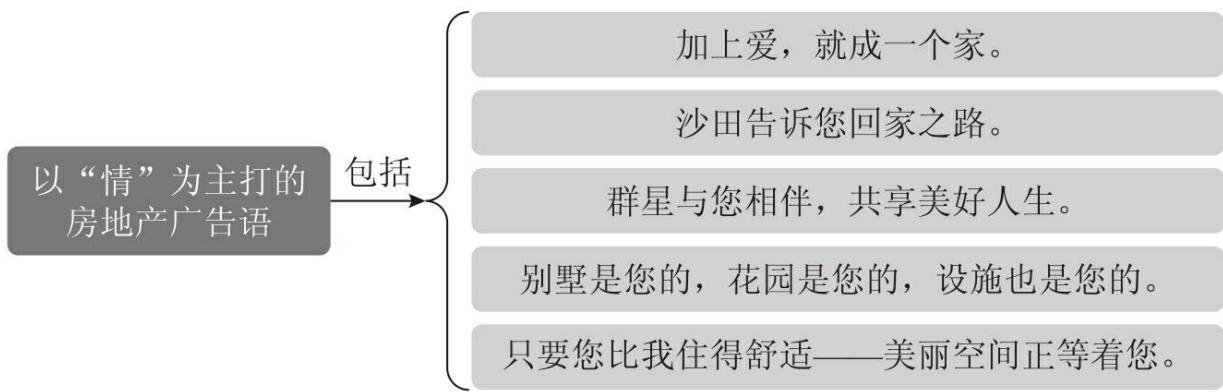 加上爱，就成一个家。
沙田告诉您回家之路。
以“情”为主打的
房地产广告语
包括
群星与您相伴，共享美好人生。
别墅是您的，花园是您的，设施也是您的。
只要您比我住得舒适——美丽空间正等着您。